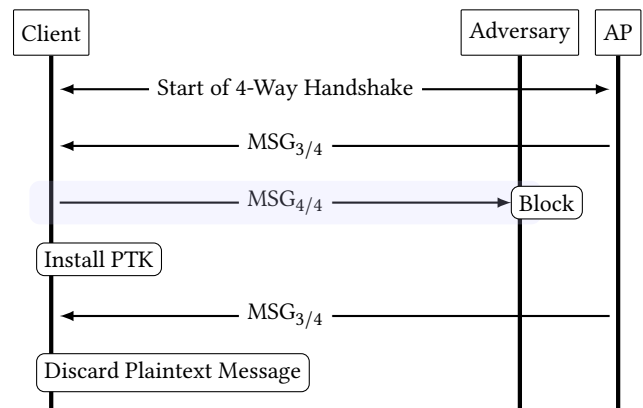 Client Adversary AP
Start of 4-Way Handshake
MSG3/4
MSG4/4 Block
Install PTK
MSG3/4
Discard Plaintext Message